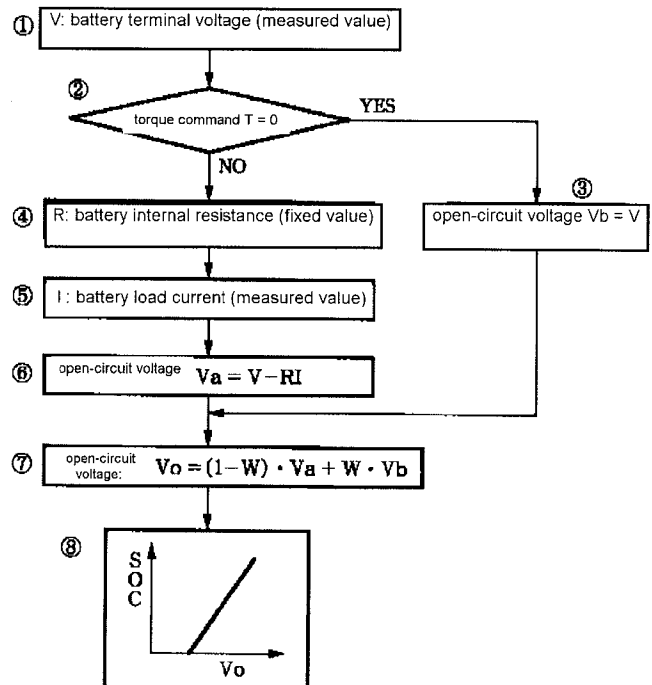 ① V: battery terminal voltage (measured value)
②
torque command T = 0
YES
NO
③
open-circuit voltage Vb = V
④ R: battery internal resistance (fixed value)
⑤ I : battery load current (measured value)
⑥ open-circuit voltage Va = V−RI
⑦ open-circuit
voltage: Vo = (1−W) · Va + W · Vb
⑧
S
O
C
Vo